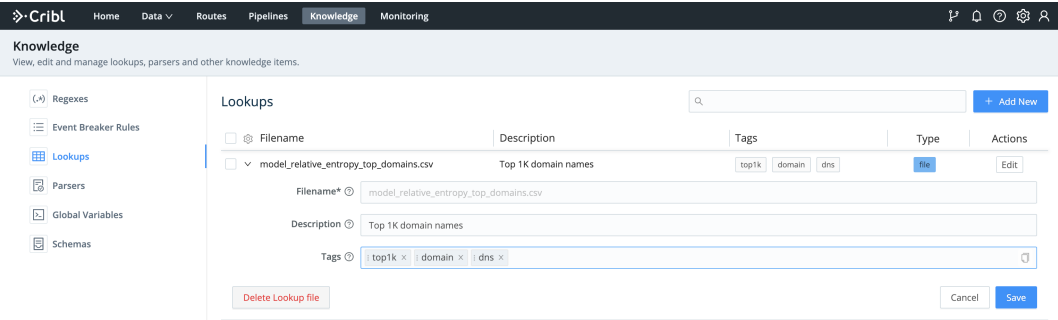 Cribl Home Data Routes Pipelines Knowledge Monitoring
Knowledge
View, edit and manage lookups, parsers and other knowledge items.
(.*) Regexes
Event Breaker Rules
Lookups
Parsers
Global Variables
Schemas
Lookups
+ Add New
Filename Description Tags Type Actions
model_relative_entropy_top_domains.csv Top 1K domain names top1k domain dns file Edit
Filename* model_relative_entropy_top_domains.csv
Description Top 1K domain names
Tags top1k × domain × dns ×
Delete Lookup file Cancel Save